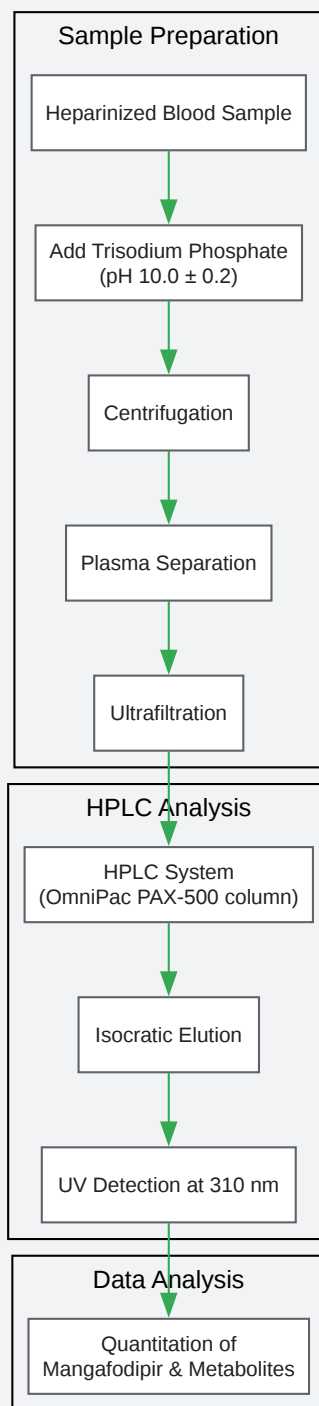 Sample Preparation
Heparinized Blood Sample
Add Trisodium Phosphate
(pH 10.0 ± 0.2)
Centrifugation
Plasma Separation
Ultrafiltration
HPLC Analysis
HPLC System
(OmniPac PAX-500 column)
Isocratic Elution
UV Detection at 310 nm
Data Analysis
Quantitation of
Mangafodipir & Metabolites